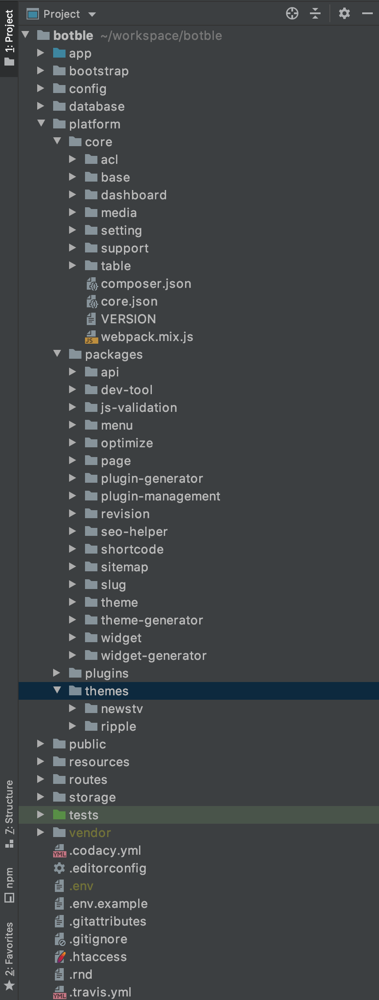 Project
botble ~/workspace/botble
app
bootstrap
config
database
platform
core
acl
base
dashboard
media
setting
support
table
composer.json
core.json
VERSION
JS webpack.mix.js
packages
api
dev-tool
js-validation
menu
optimize
page
plugin-generator
plugin-management
revision
seo-helper
shortcode
sitemap
slug
theme
theme-generator
widget
widget-generator
plugins
themes
newstv
ripple
public
resources
routes
storage
tests
vendor
YML .codacy.yml
.editorconfig
.env
.env.example
.gitattributes
.gitignore
.htaccess
.rnd
YML .travis.yml
1: Project
Z: Structure
npm
2: Favorites